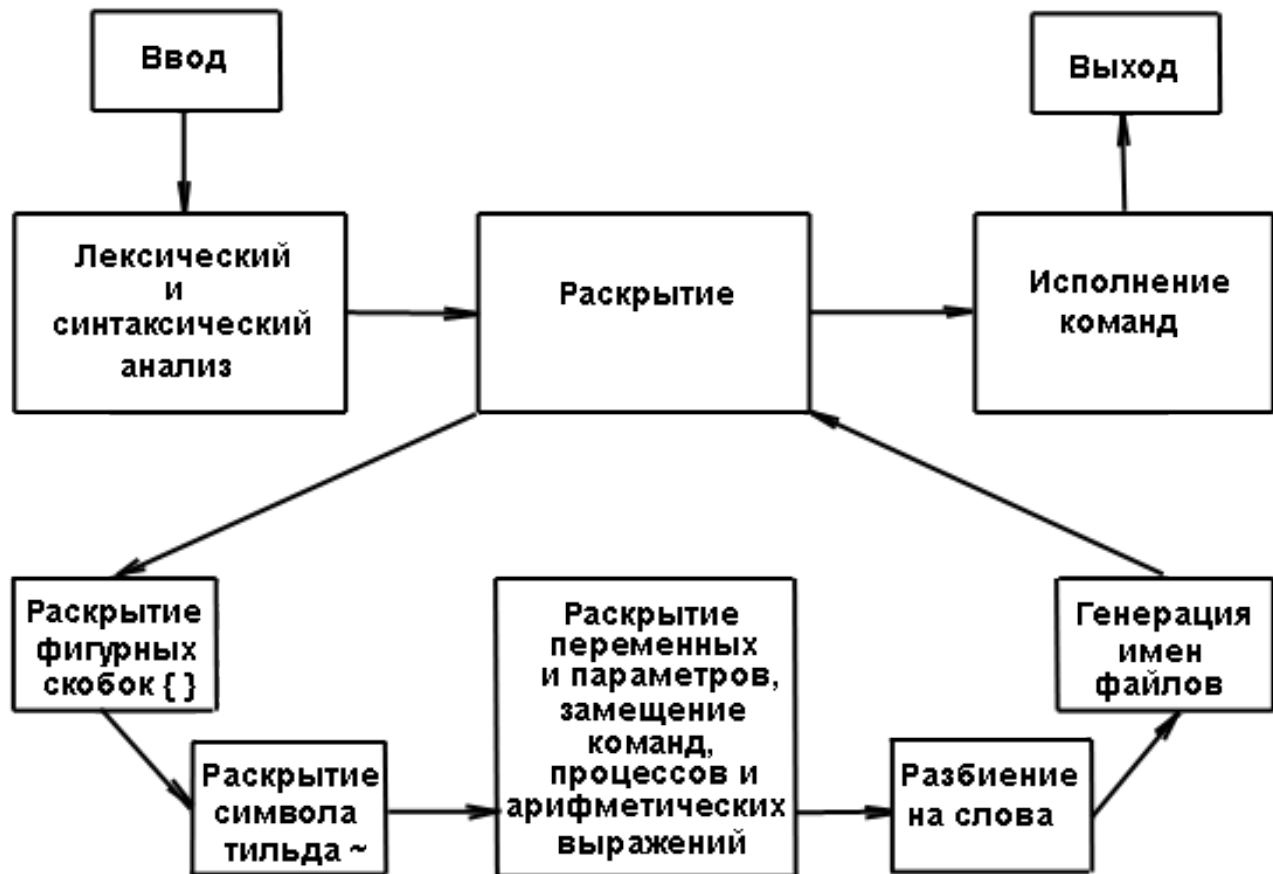 Ввод
Выход
Лексический
и
синтаксический
анализ
Раскрытие
Исполнение
команд
Раскрытие
фигурных
скобок { }
Раскрытие
символа
тильда ~
Раскрытие
переменных
и параметров,
замещение
команд,
процессов и
арифметических
выражений
Разбиение
на слова
Генерация
имен
файлов